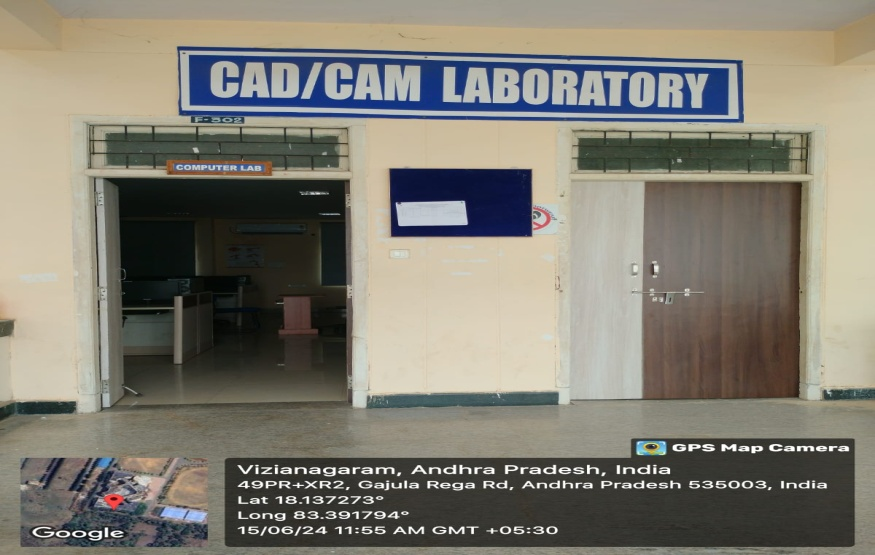 CAD/CAM LABORATORY
F-302
COMPUTER LAB
GPS Map Camera
Vizianagaram, Andhra Pradesh, India
49PR+XR2, Gajula Rega Rd, Andhra Pradesh 535003, India
Lat 18.137273°
Long 83.391794°
15/06/24 11:55 AM GMT +05:30
Google